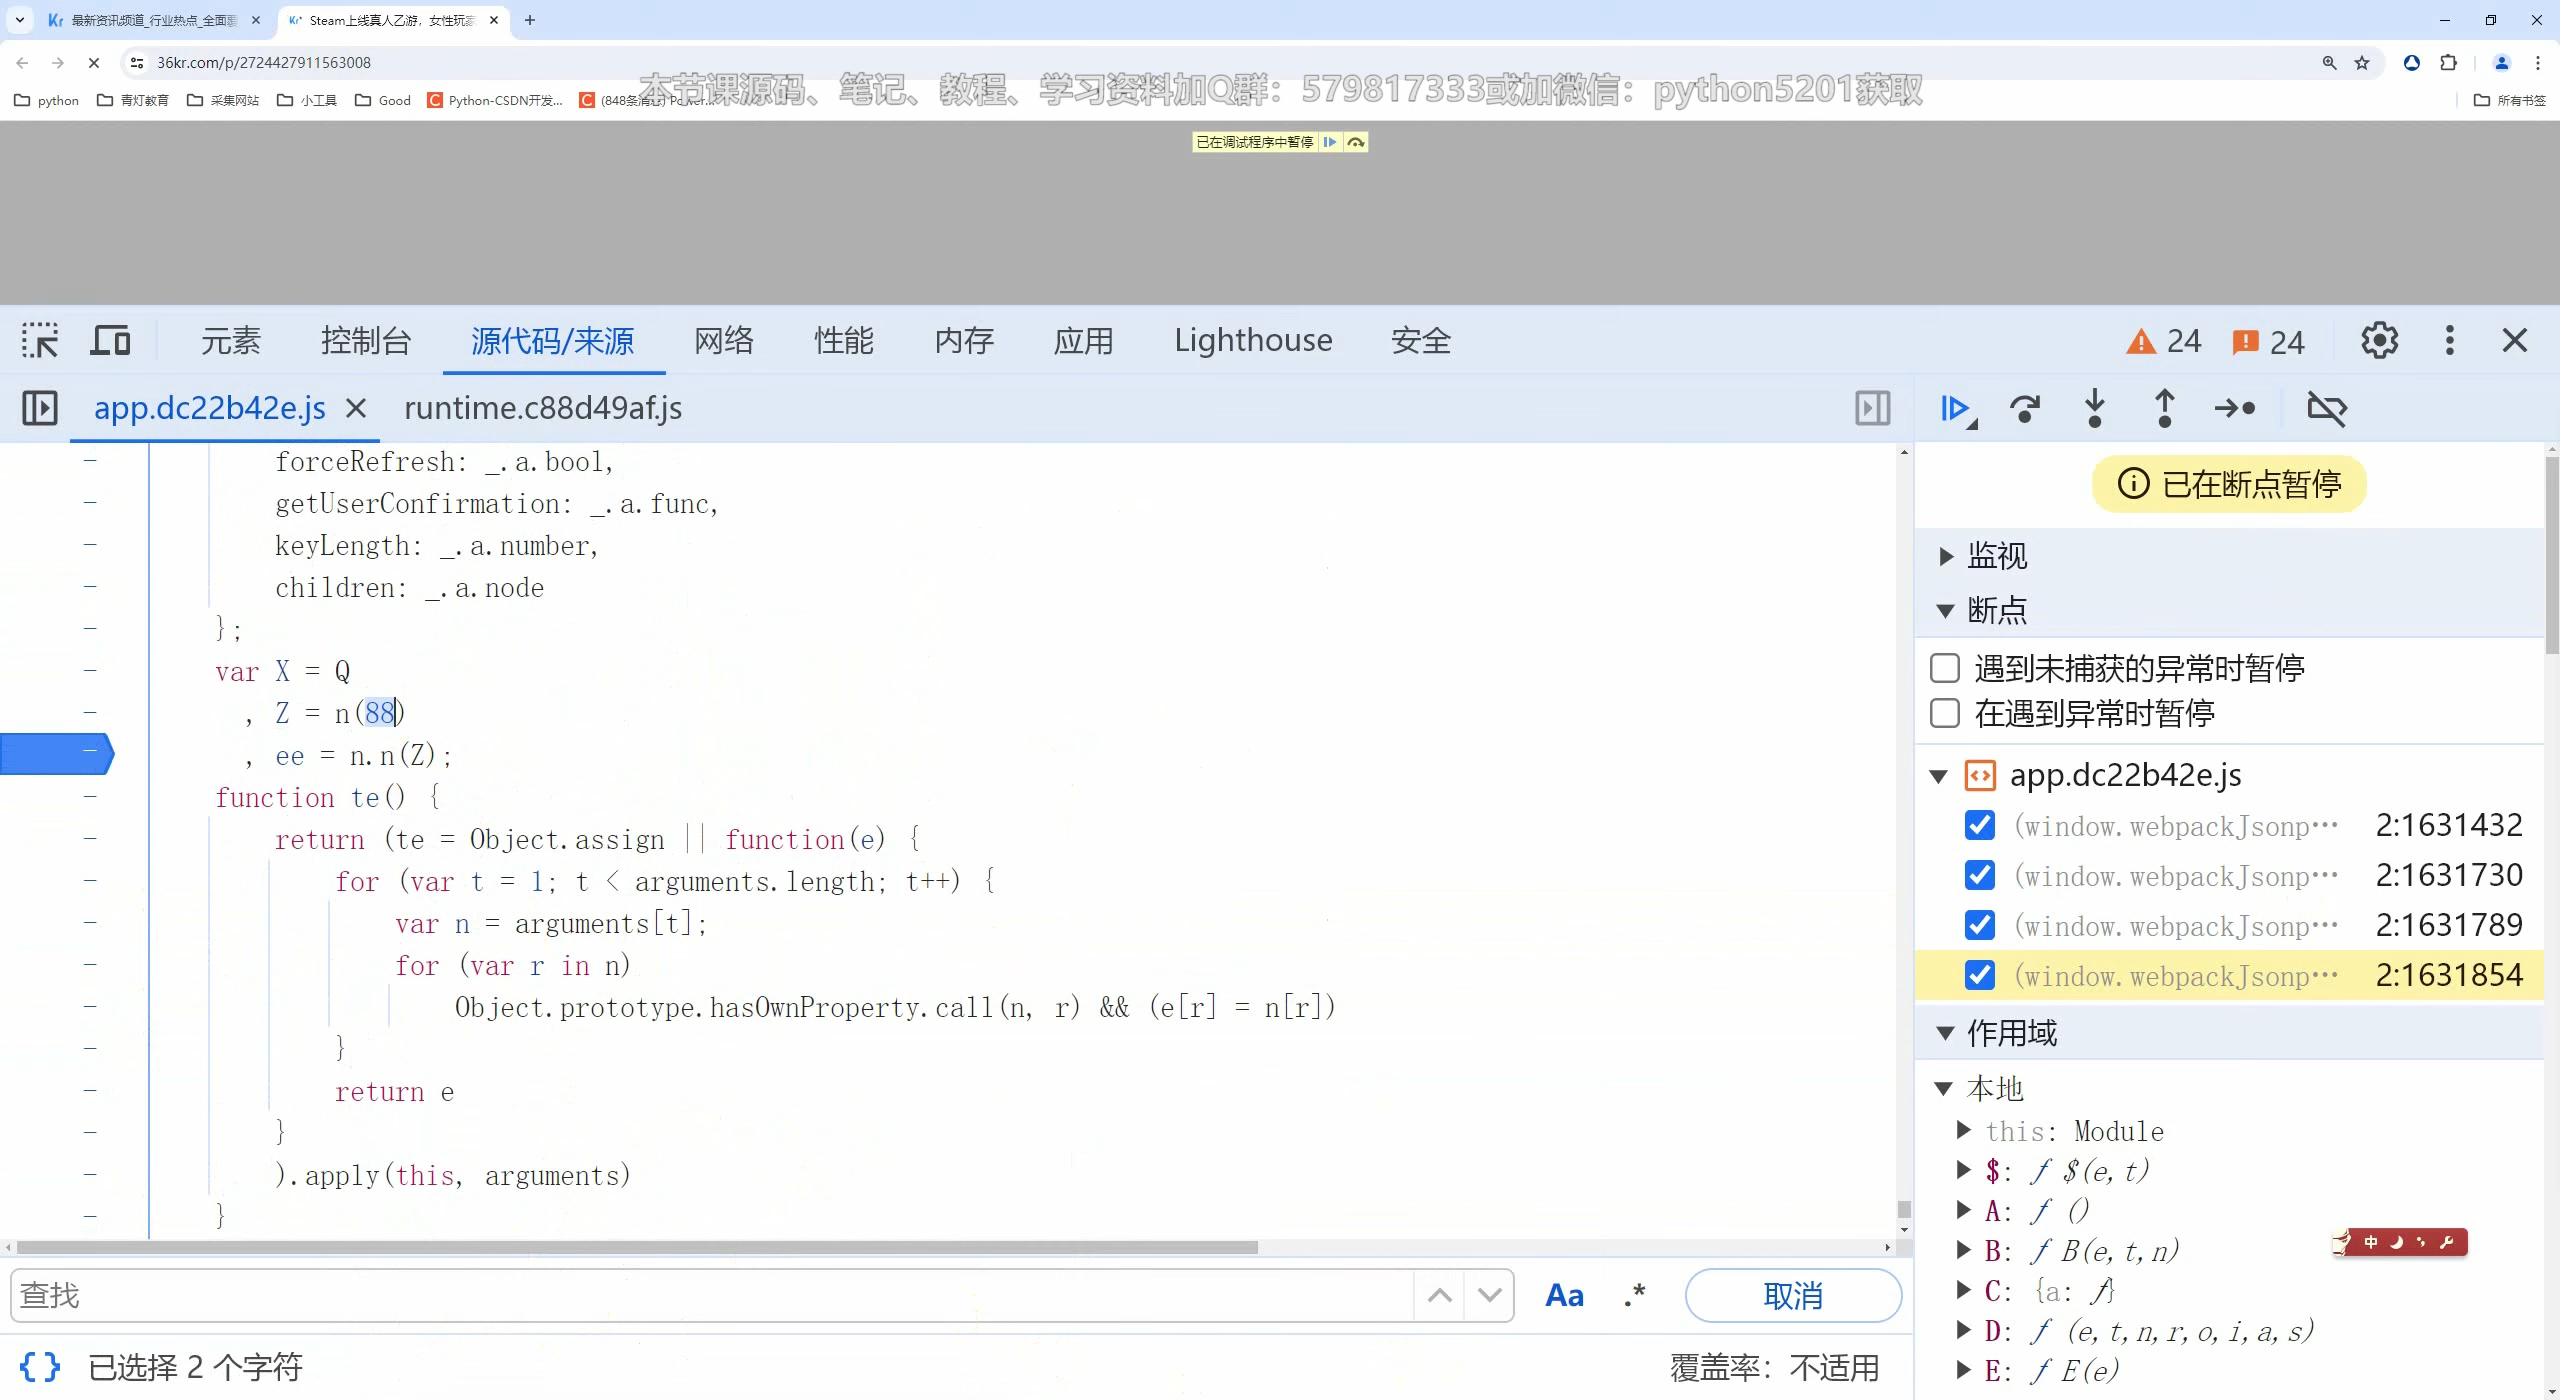 最新资讯频道_行业热点_全面覆
Steam上线真人乙游，女性玩家
36kr.com/p/2724427911563008
本节课源码、笔记、教程、学习资料加Q群：579817333或加微信：python5201获取
python
青灯教育
采集网站
小工具
Good
Python-CSDN开发...
所有书签
已在调试程序中暂停
元素
控制台
源代码/来源
网络
性能
内存
应用
Lighthouse
安全
24
24
app.dc22b42e.js
runtime.c88d49af.js
forceRefresh: _.a.bool,
getUserConfirmation: _.a.func,
keyLength: _.a.number,
children: _.a.node
};
var X = Q
, Z = n(88)
, ee = n.n(Z);
function te() {
return (te = Object.assign || function(e) {
for (var t = 1; t < arguments.length; t++) {
var n = arguments[t];
for (var r in n)
Object.prototype.hasOwnProperty.call(n, r) && (e[r] = n[r])
}
return e
}
).apply(this, arguments)
}
查找
Aa
.*
取消
{} 已选择 2 个字符
覆盖率：不适用
已在断点暂停
监视
断点
遇到未捕获的异常时暂停
在遇到异常时暂停
app.dc22b42e.js
(window.webpackJsonp… 2:1631432
(window.webpackJsonp… 2:1631730
(window.webpackJsonp… 2:1631789
(window.webpackJsonp… 2:1631854
作用域
本地
this: Module
$: ƒ $(e,t)
A: ƒ ()
B: ƒ B(e,t,n)
C: {a: ƒ}
D: ƒ (e,t,n,r,o,i,a,s)
E: ƒ E(e)
中